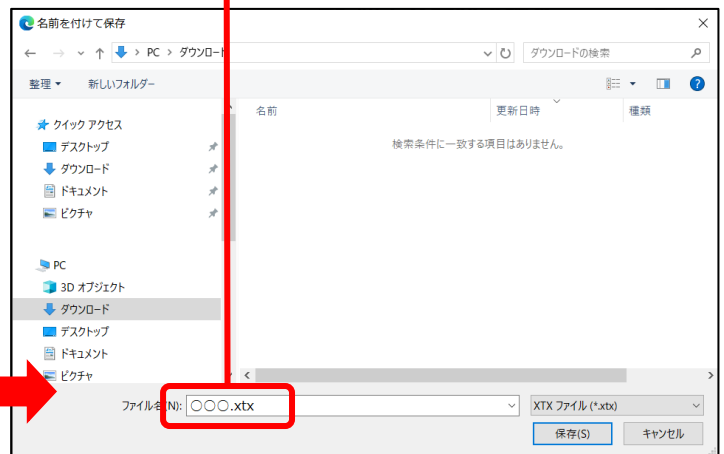 名前を付けて保存
PC > ダウンロード
ダウンロードの検索
整理 新しいフォルダー
名前 更新日時 種類
検索条件に一致する項目はありません。
クイック アクセス
デスクトップ
ダウンロード
ドキュメント
ピクチャ
PC
3D オブジェクト
ダウンロード
デスクトップ
ドキュメント
ピクチャ
ファイル名(N): 〇〇〇.xtx
XTX ファイル (*.xtx)
保存(S) キャンセル